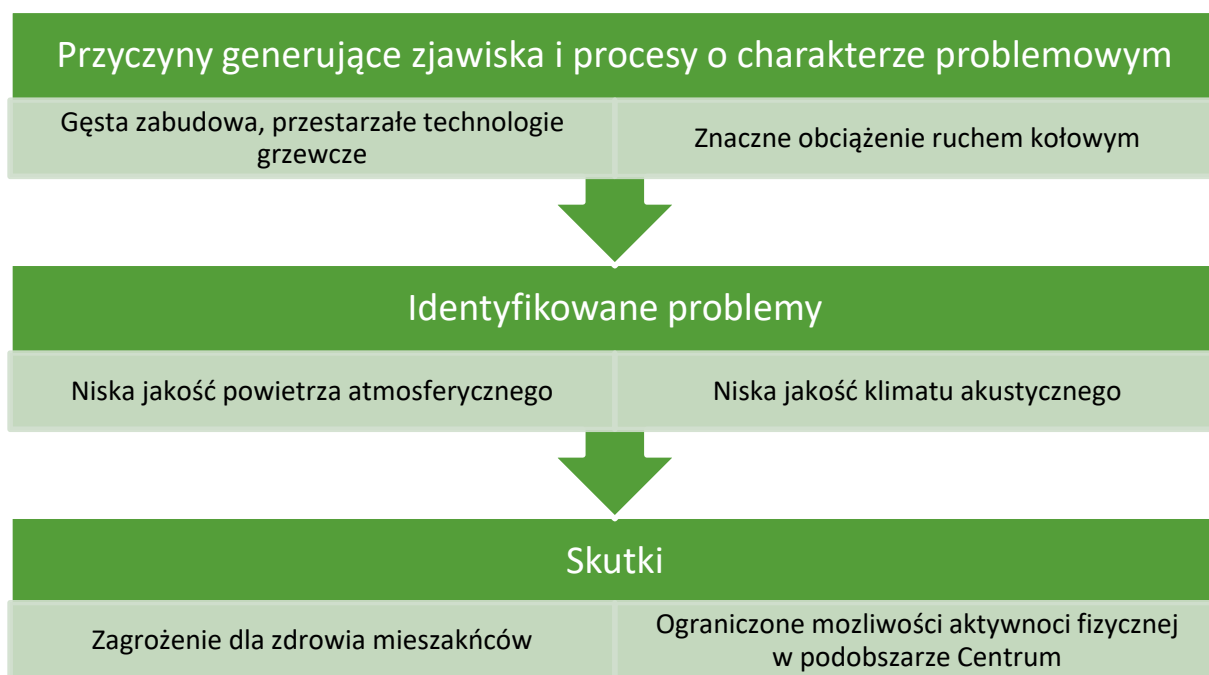 Przyczyny generujące zjawiska i procesy o charakterze problemowym
Gęsta zabudowa, przestarzałe technologie
grzewcze
Znaczne obciążenie ruchem kołowym
Identyfikowane problemy
Niska jakość powietrza atmosferycznego
Niska jakość klimatu akustycznego
Skutki
Zagrożenie dla zdrowia mieszakńców
Ograniczone mozliwości aktywnoci fizycznej
w podobszarze Centrum